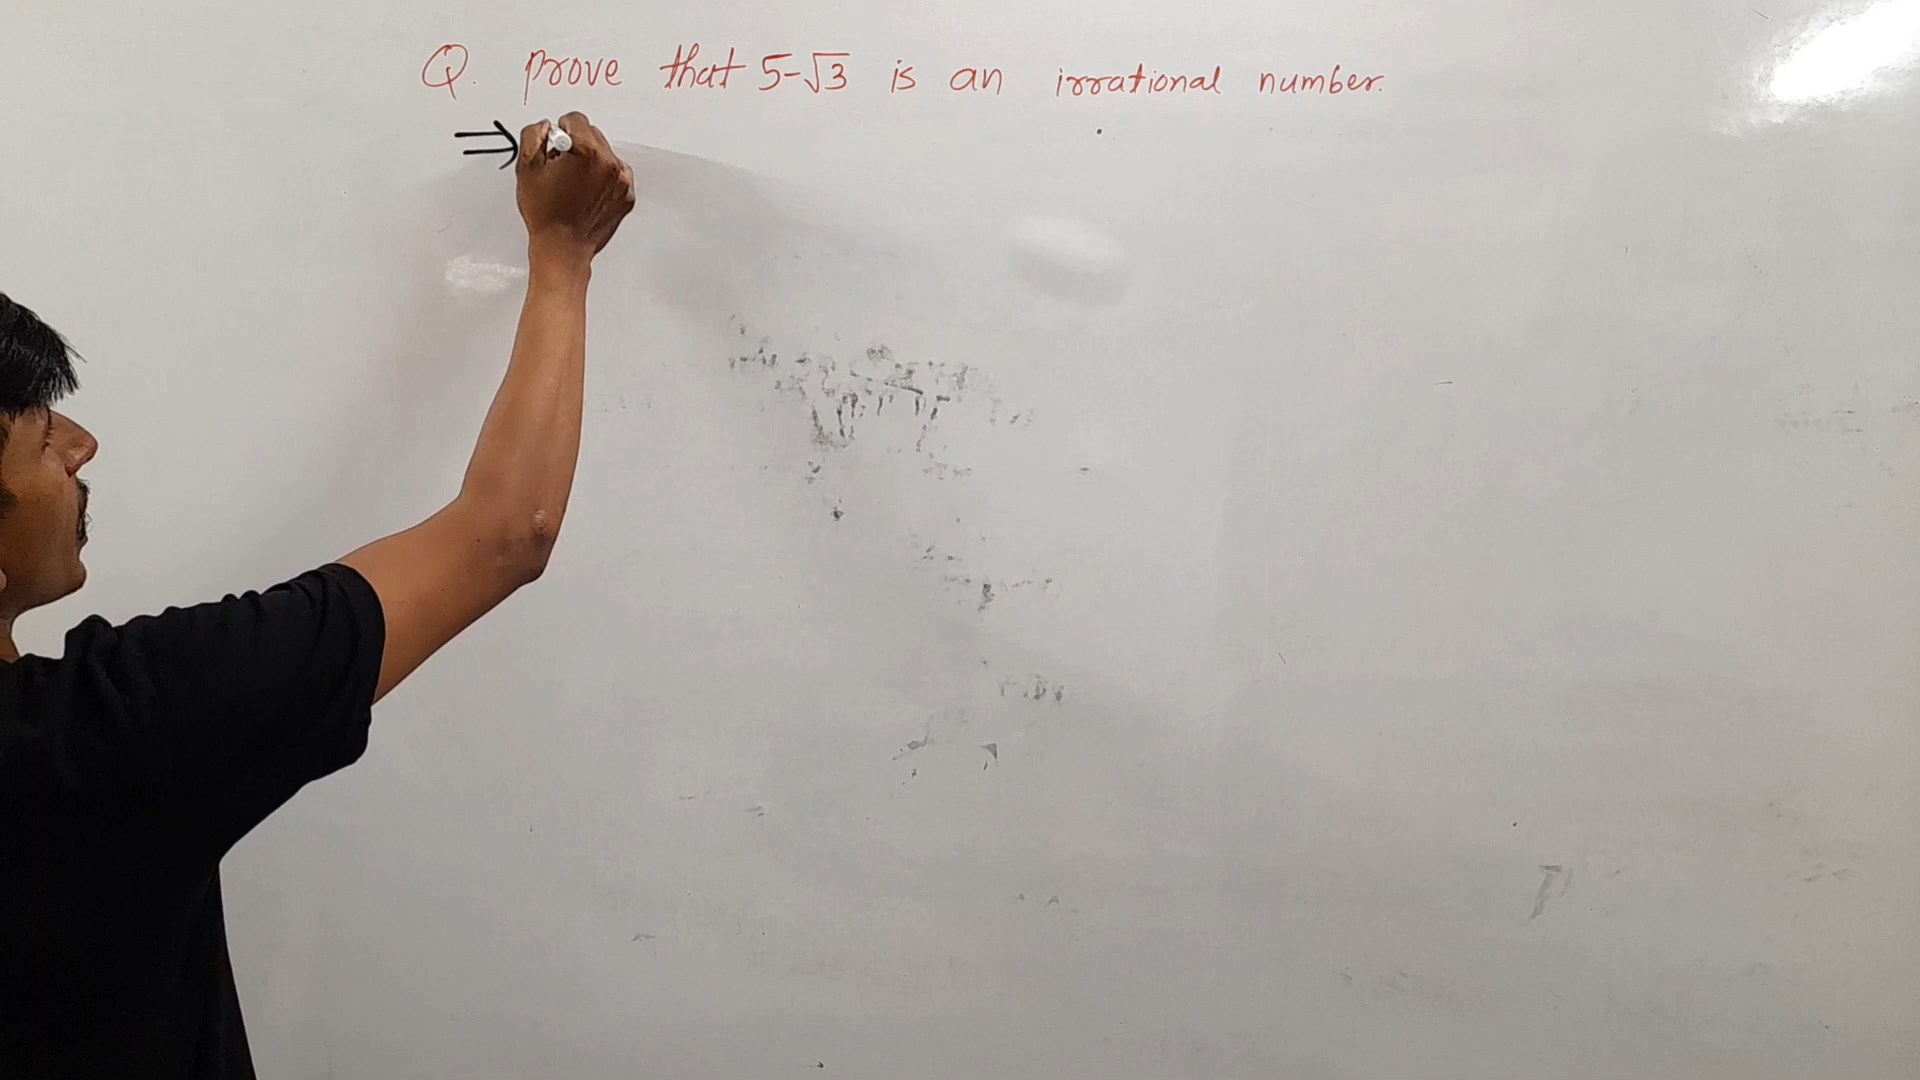 Q. Prove that 5-√3 is an irrational number.
⇒